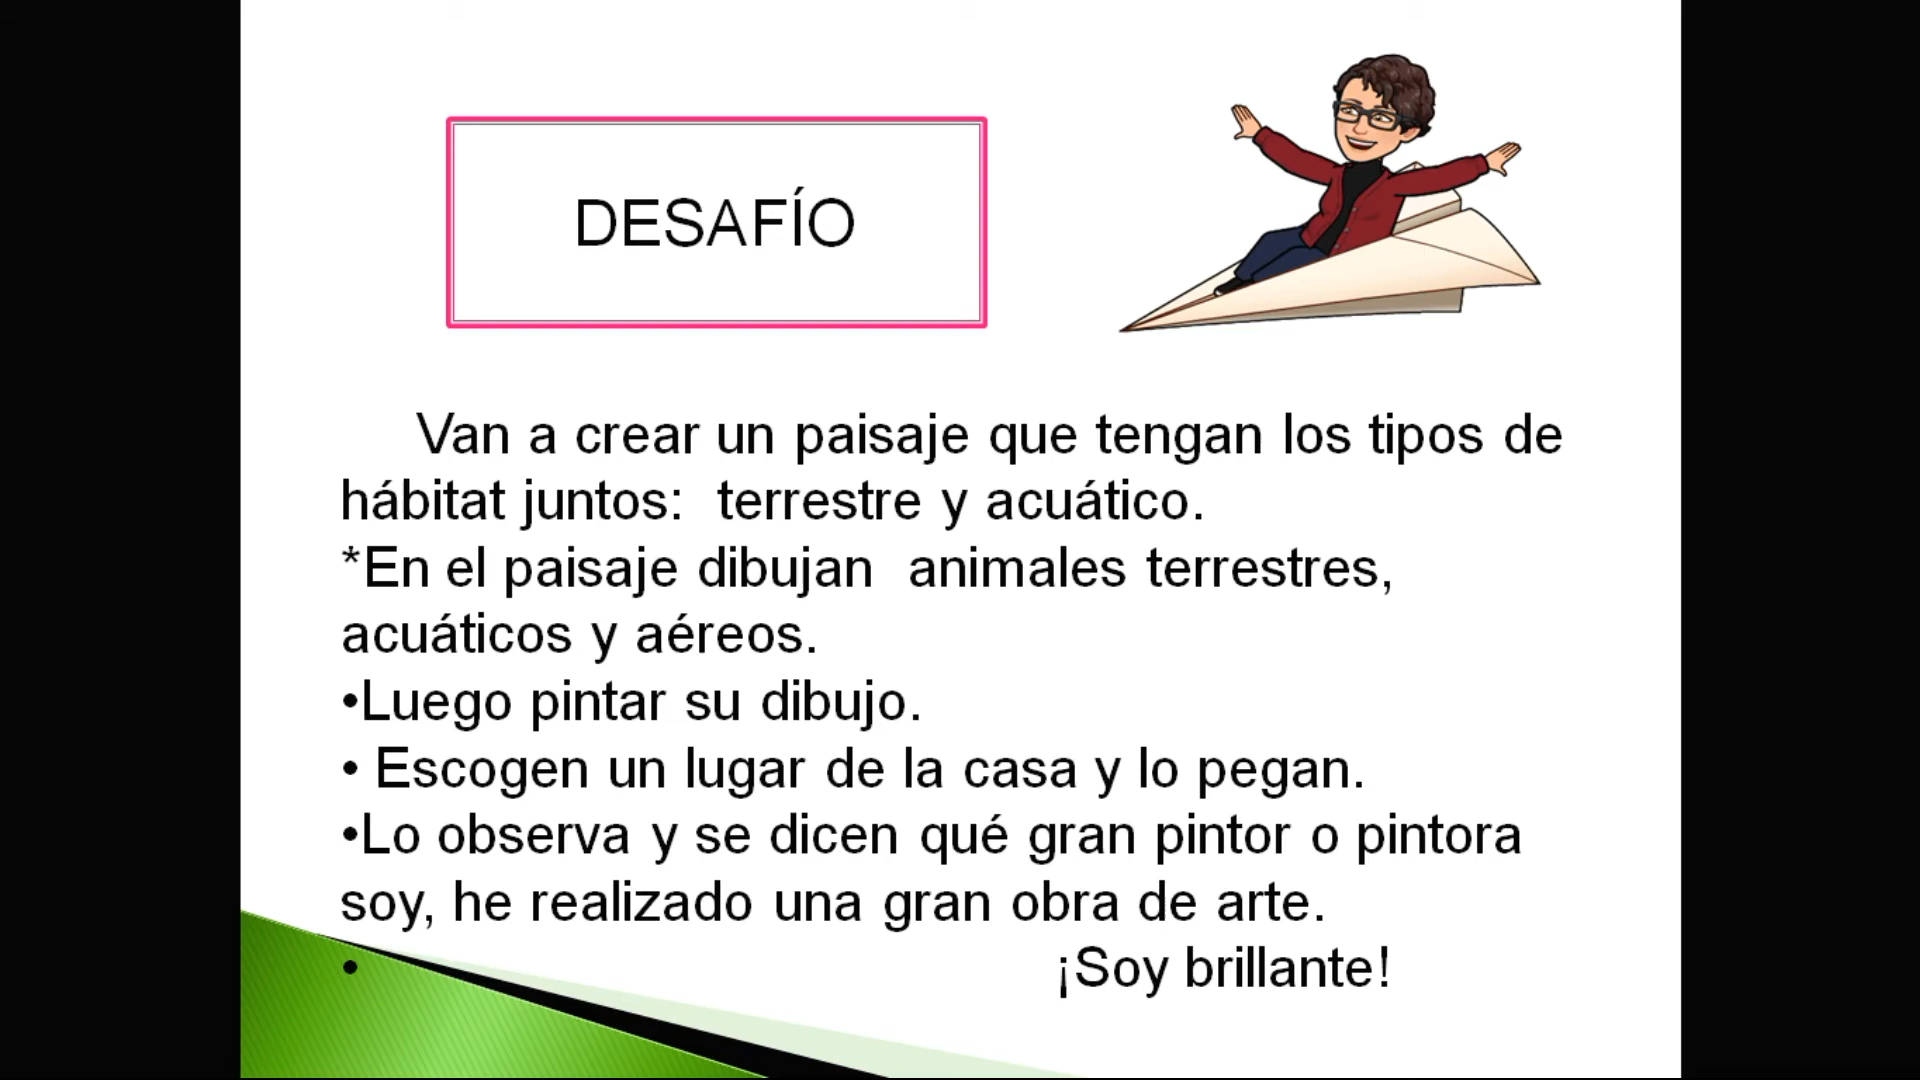 DESAFÍO
Van a crear un paisaje que tengan los tipos de
hábitat juntos: terrestre y acuático.
*En el paisaje dibujan animales terrestres,
acuáticos y aéreos.
•Luego pintar su dibujo.
• Escogen un lugar de la casa y lo pegan.
•Lo observa y se dicen qué gran pintor o pintora
soy, he realizado una gran obra de arte.
• ¡Soy brillante!